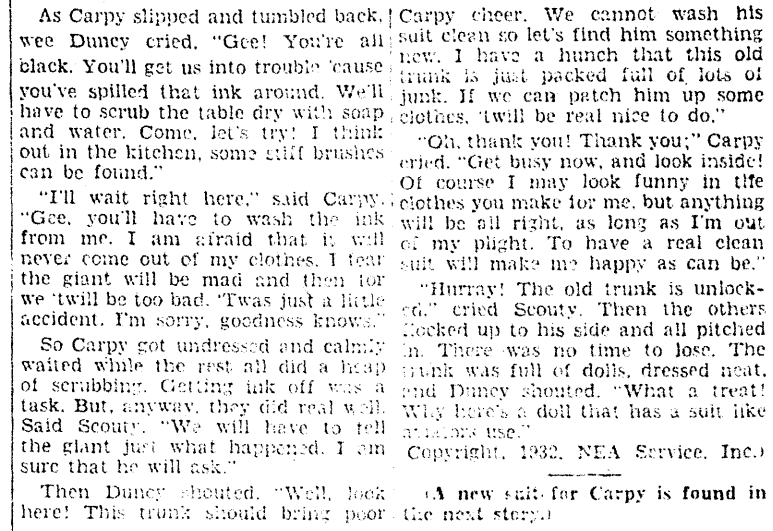 As Carpy slipped and tumbled back,
wee Duncy cried, "Gee! You're all
black. You'll get us into trouble 'cause
you've spilled that ink around. We'll
have to scrub the table dry with soap
and water. Come, let's try! I think
out in the kitchen, some stiff brushes
can be found."
"I'll wait right here," said Carpy.
"Gee, you'll have to wash the ink
from me. I am afraid that it will
never come out of my clothes. I fear
the giant will be mad and then for
we 'twill be too bad. 'Twas just a little
accident. I'm sorry, goodness knows."
So Carpy got undressed and calmly
waited while the rest all did a heap
of scrubbing. Getting ink off was a
task. But, anyway, they did real well.
Said Scouty, "We will have to tell
the giant just what happened. I am
sure that he will ask."
Then Duncy shouted, "Well, look
here! This trunk should bring poor
Carpy cheer. We cannot wash his
suit clean so let's find him something
new. I have a hunch that this old
trunk is just packed full of lots of
junk. If we can patch him up some
clothes, 'twill be real nice to do."
"Oh, thank you! Thank you;" Carpy
cried. "Get busy now, and look inside!
Of course I may look funny in the
clothes you make for me, but anything
will be all right, as long as I'm out
of my plight. To have a real clean
suit will make me happy as can be."
"Hurray! The old trunk is unlock-
ed," cried Scouty. Then the others
flocked up to his side and all pitched
in. There was no time to lose. The
trunk was full of dolls, dressed neat,
and Duncy shouted. "What a treat!
Why here's a doll that has a suit like
aviators use."
Copyright, 1932, NEA Service, Inc.)
(A new suit for Carpy is found in
the next story.)